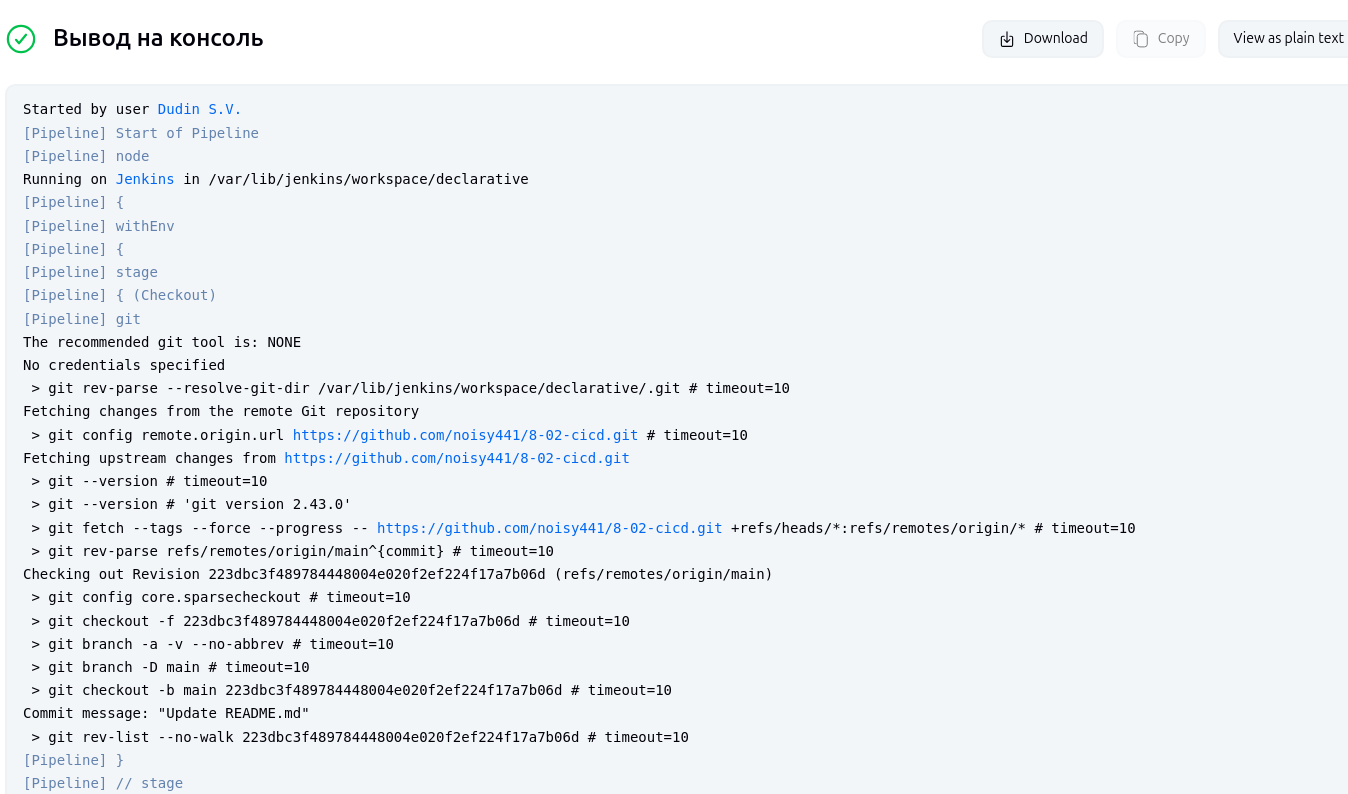 Вывод на консоль
Download
Copy
View as plain text
Started by user Dudin S.V.
[Pipeline] Start of Pipeline
[Pipeline] node
Running on Jenkins in /var/lib/jenkins/workspace/declarative
[Pipeline] {
[Pipeline] withEnv
[Pipeline] {
[Pipeline] stage
[Pipeline] { (Checkout)
[Pipeline] git
The recommended git tool is: NONE
No credentials specified
 > git rev-parse --resolve-git-dir /var/lib/jenkins/workspace/declarative/.git # timeout=10
Fetching changes from the remote Git repository
 > git config remote.origin.url https://github.com/noisy441/8-02-cicd.git # timeout=10
Fetching upstream changes from https://github.com/noisy441/8-02-cicd.git
 > git --version # timeout=10
 > git --version # 'git version 2.43.0'
 > git fetch --tags --force --progress -- https://github.com/noisy441/8-02-cicd.git +refs/heads/*:refs/remotes/origin/* # timeout=10
 > git rev-parse refs/remotes/origin/main^{commit} # timeout=10
Checking out Revision 223dbc3f489784448004e020f2ef224f17a7b06d (refs/remotes/origin/main)
 > git config core.sparsecheckout # timeout=10
 > git checkout -f 223dbc3f489784448004e020f2ef224f17a7b06d # timeout=10
 > git branch -a -v --no-abbrev # timeout=10
 > git branch -D main # timeout=10
 > git checkout -b main 223dbc3f489784448004e020f2ef224f17a7b06d # timeout=10
Commit message: "Update README.md"
 > git rev-list --no-walk 223dbc3f489784448004e020f2ef224f17a7b06d # timeout=10
[Pipeline] }
[Pipeline] // stage